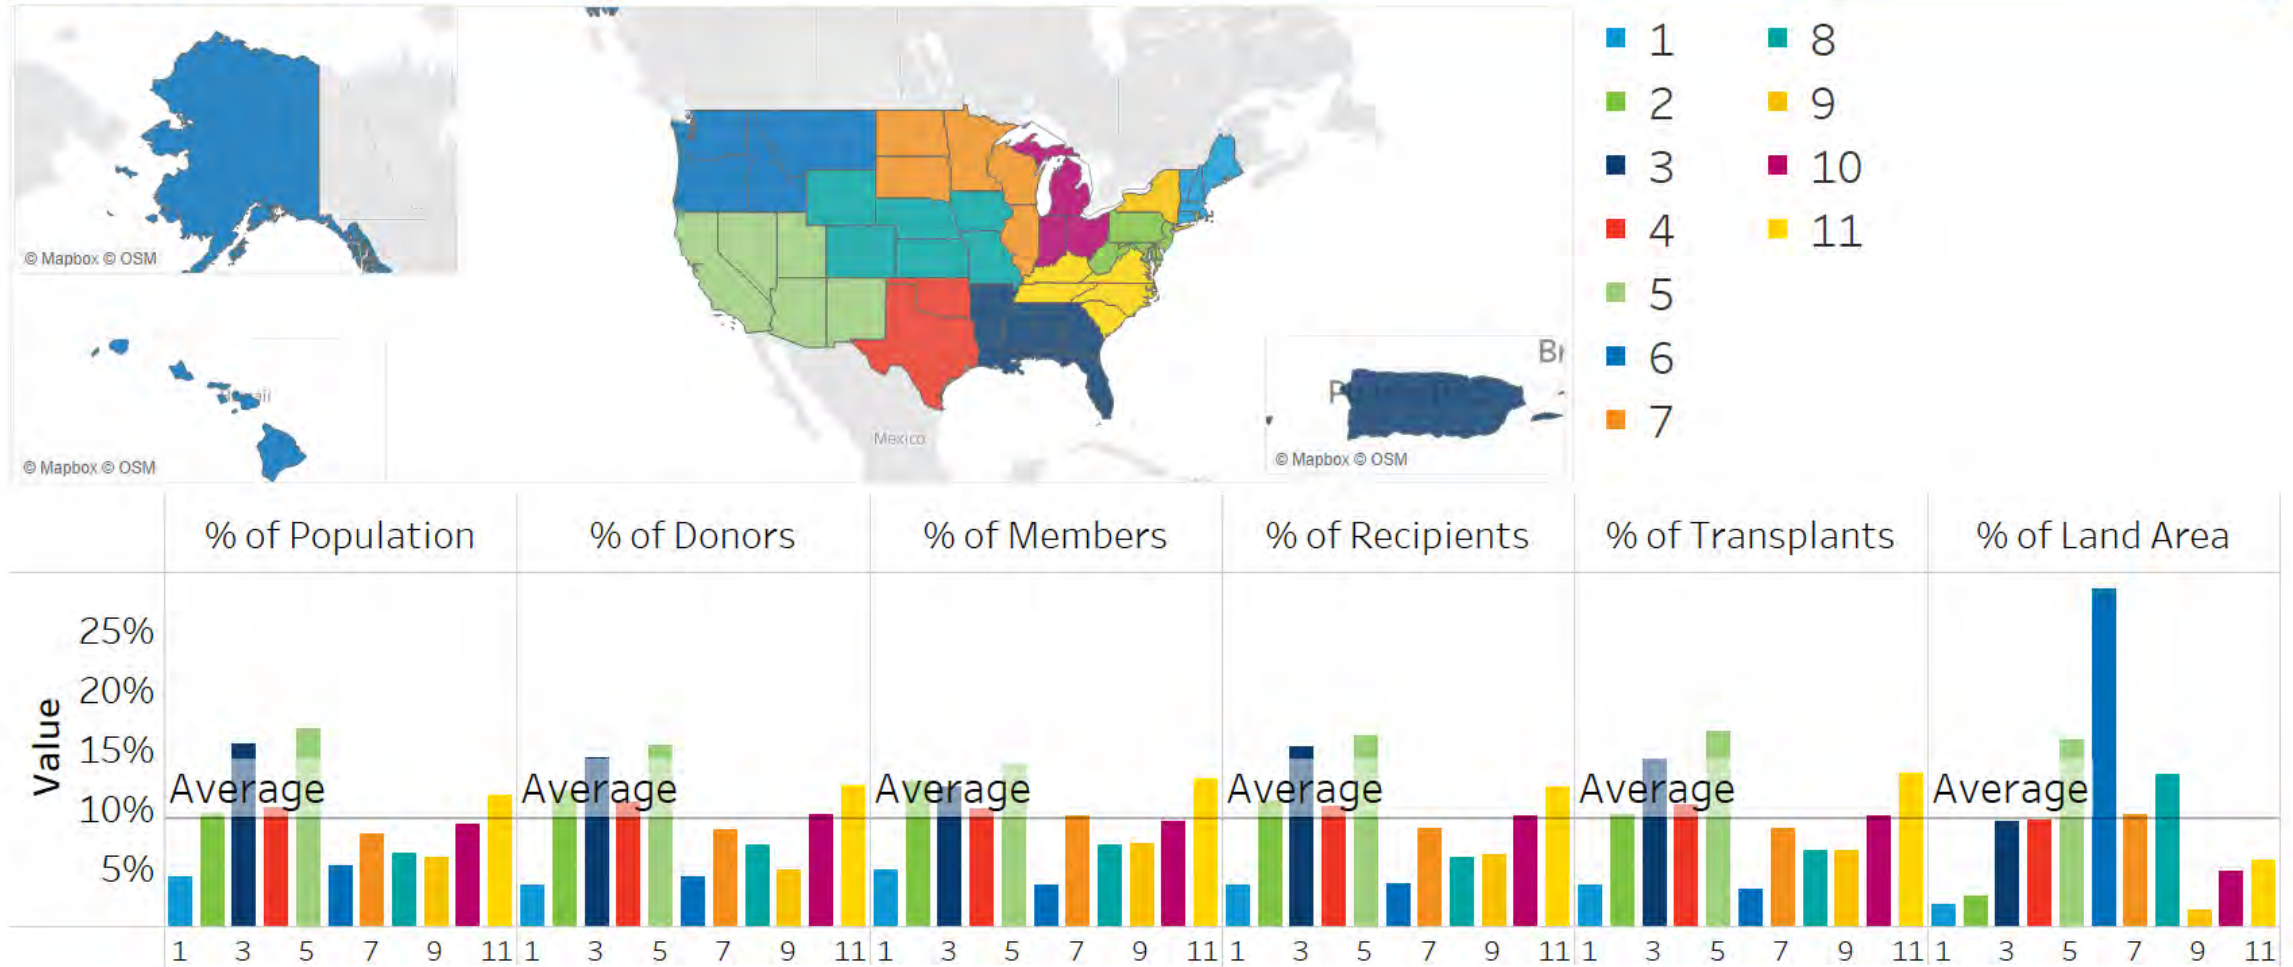 1
8
2
9
3
10
4
11
5
6
7
© Mapbox © OSM
© Mapbox © OSM
Mexico
© Mapbox © OSM
% of Population
% of Donors
% of Members
% of Recipients
% of Transplants
% of Land Area
Value
25%
20%
15%
10%
5%
Average
Average
Average
Average
Average
Average
1 3 5 7 9 11
1 3 5 7 9 11
1 3 5 7 9 11
1 3 5 7 9 11
1 3 5 7 9 11
1 3 5 7 9 11